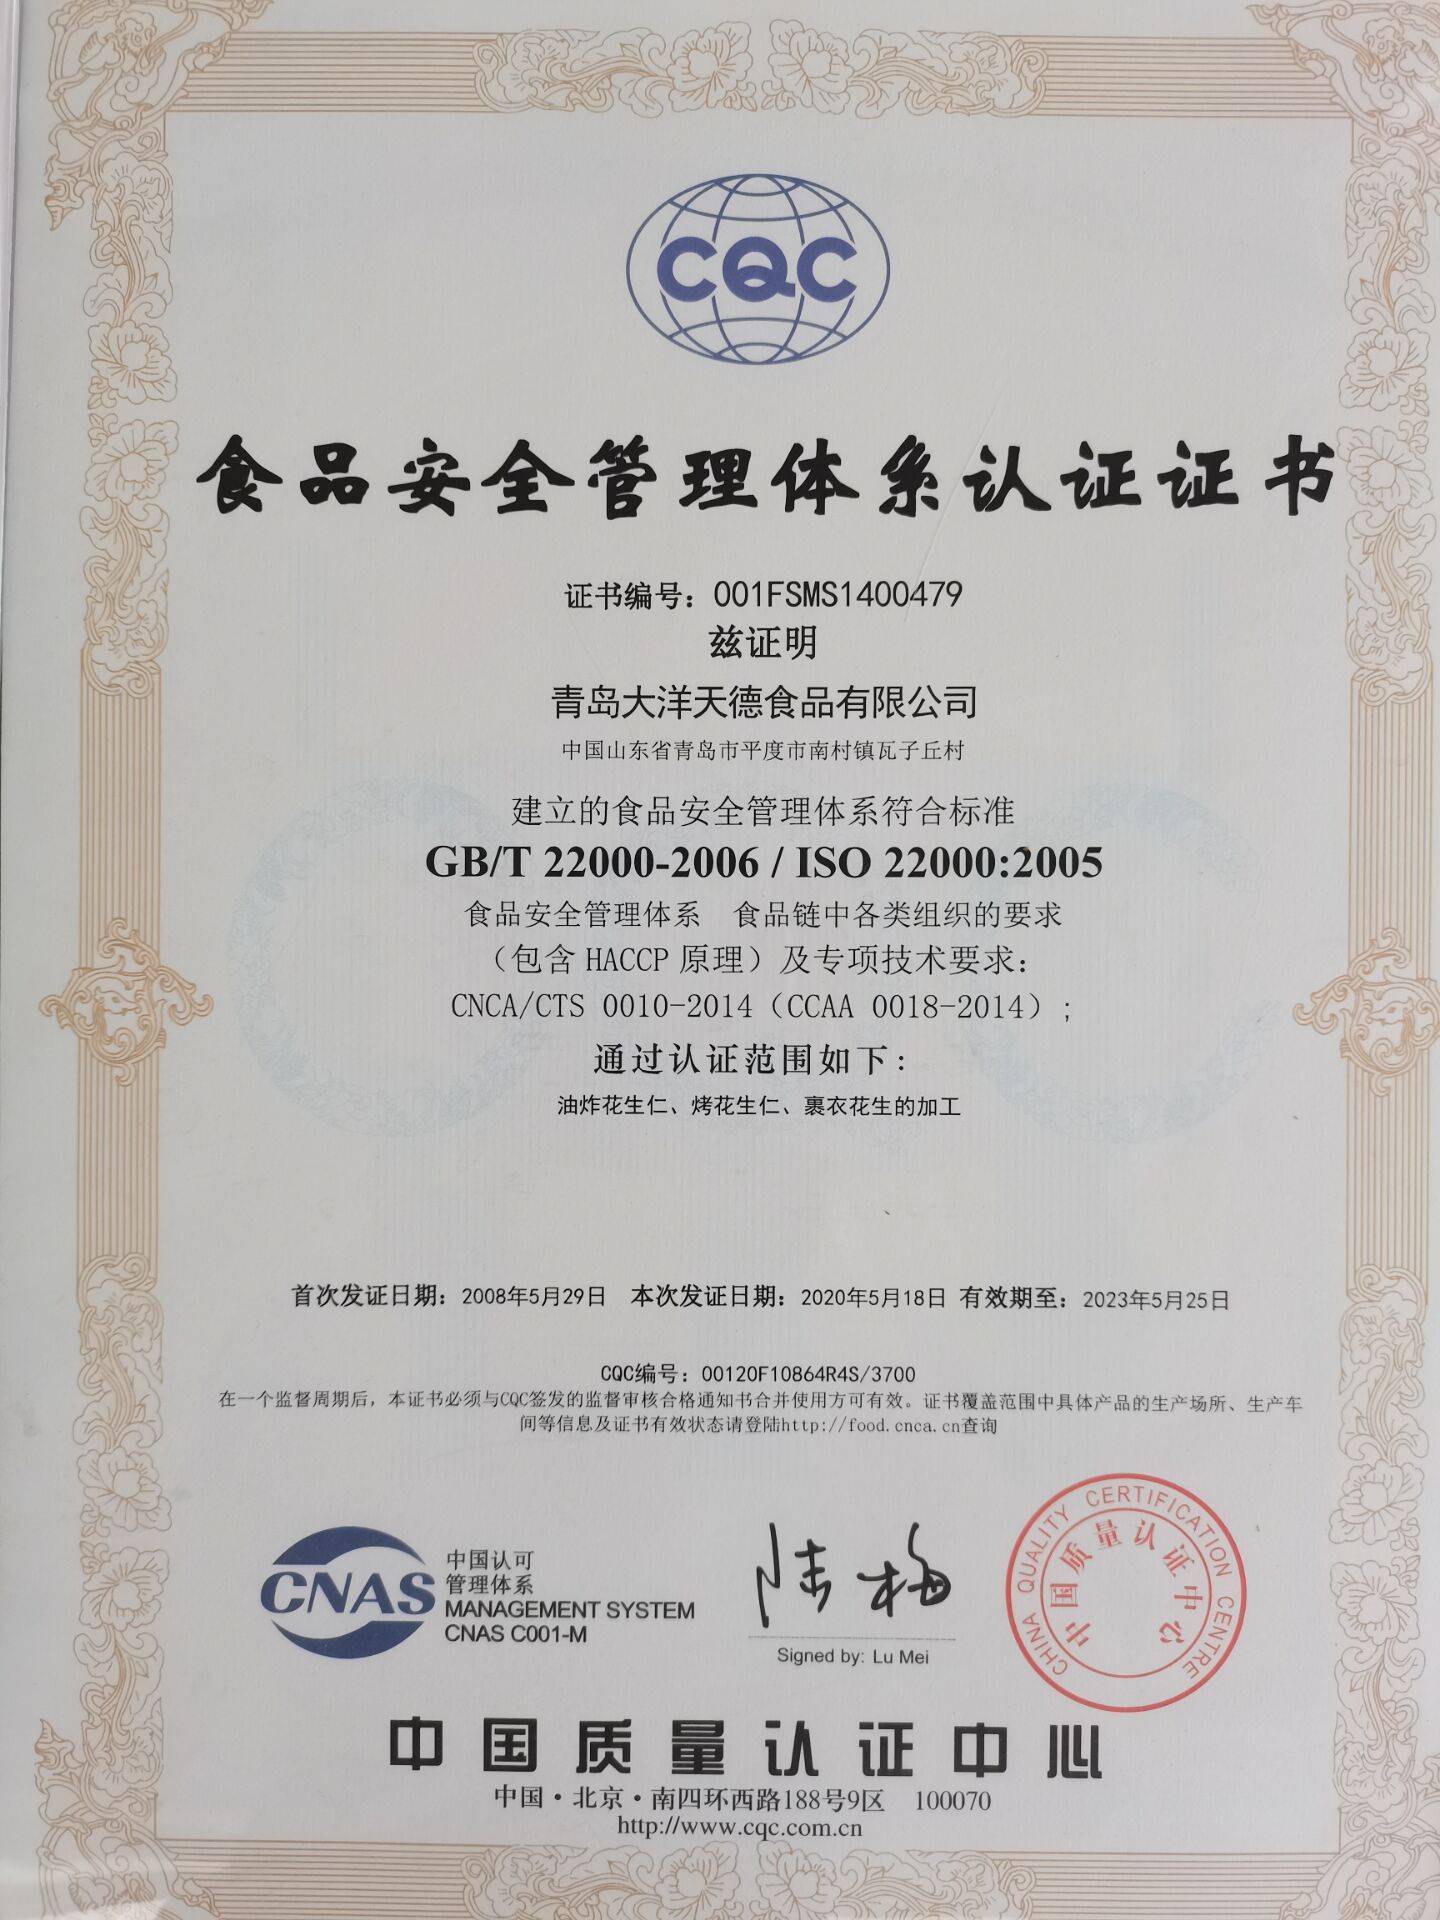 CQC
食品安全管理体系认证证书
证书编号：001FSMS1400479
兹证明
青岛大洋天德食品有限公司
中国山东省青岛市平度市南村镇瓦子丘村
建立的食品安全管理体系符合标准
GB/T 22000-2006 / ISO 22000:2005
食品安全管理体系　食品链中各类组织的要求
（包含 HACCP 原理）及专项技术要求：
CNCA/CTS 0010-2014（CCAA 0018-2014）；
通过认证范围如下：
油炸花生仁、烤花生仁、裹衣花生的加工
首次发证日期：2008年5月29日　本次发证日期：2020年5月18日 有效期至：2023年5月25日
CQC编号：00120F10864R4S/3700
在一个监督周期后，本证书必须与CQC签发的监督审核合格通知书合并使用方可有效。证书覆盖范围中具体产品的生产场所、生产车
间等信息及证书有效状态请登陆http://food.cnca.cn查询
CNAS
中国认可
管理体系
MANAGEMENT SYSTEM
CNAS C001-M
陆梅
Signed by: Lu Mei
CHINA QUALITY CERTIFICATION CENTRE
中国质量认证中心
中国质量认证中心
中国·北京·南四环西路188号9区　100070
http://www.cqc.com.cn